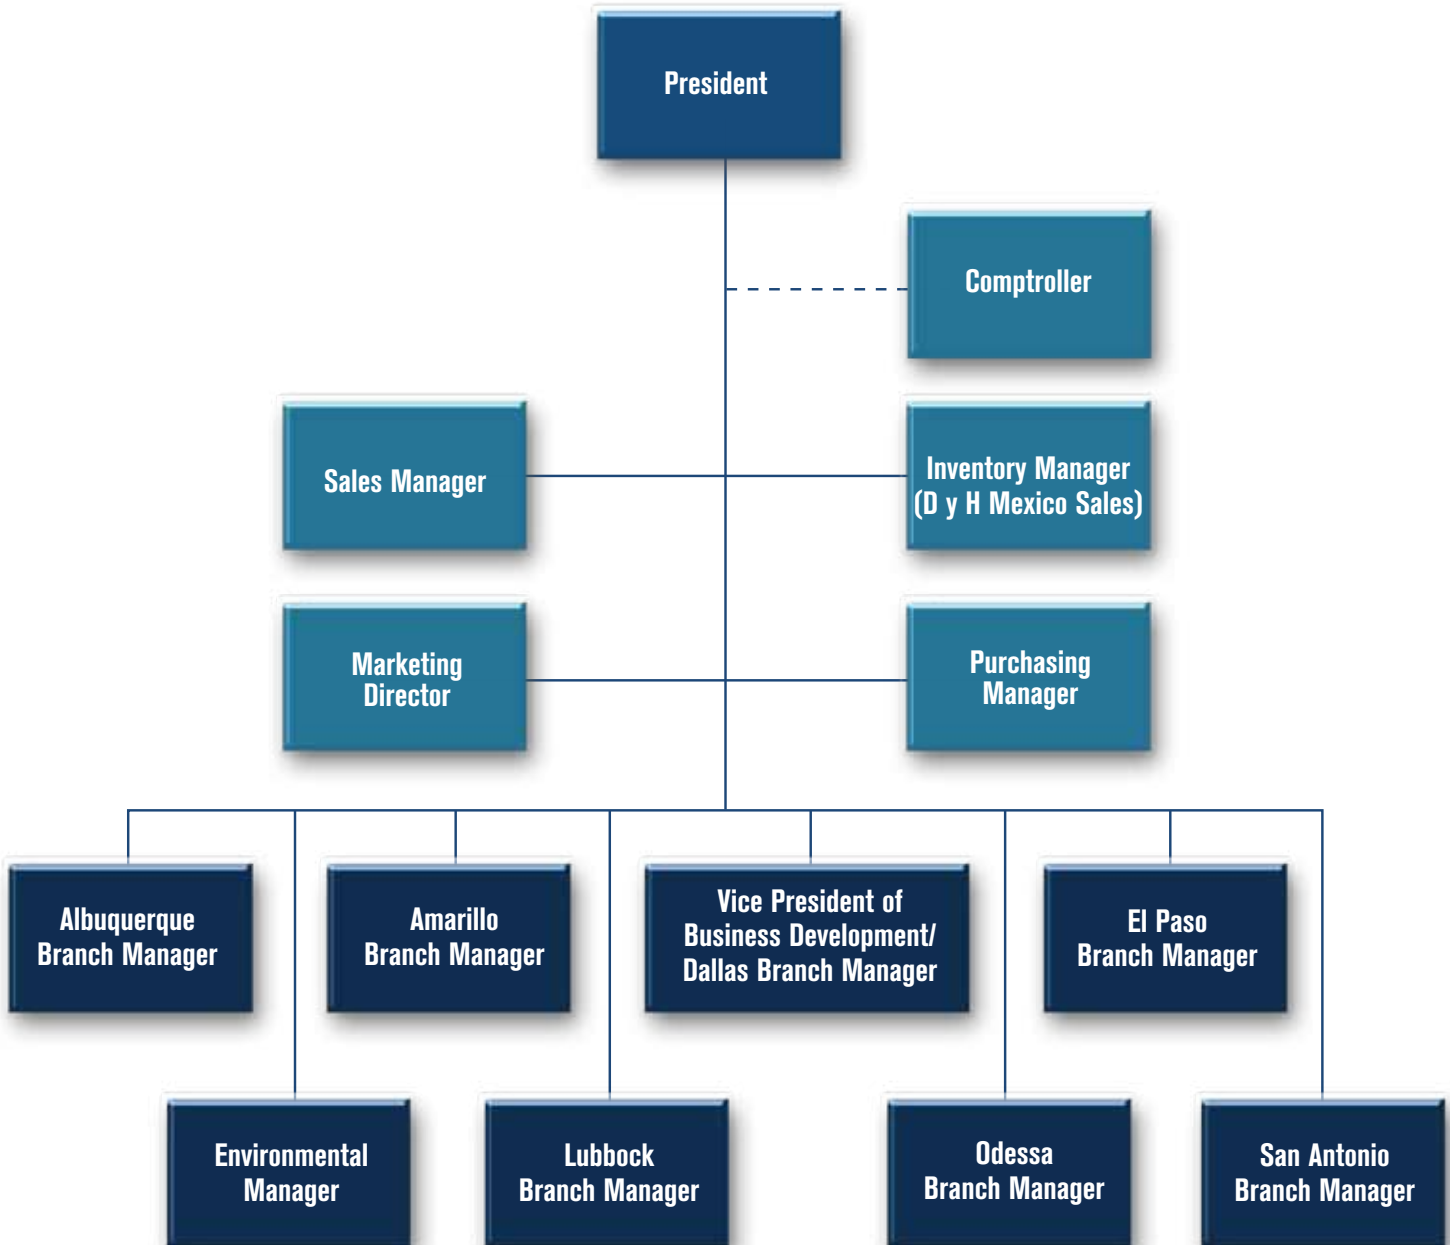 President
Comptroller
Sales Manager
Inventory Manager
(D y H Mexico Sales)
Marketing
Director
Purchasing
Manager
Albuquerque
Branch Manager
Amarillo
Branch Manager
Vice President of
Business Development/
Dallas Branch Manager
El Paso
Branch Manager
Environmental
Manager
Lubbock
Branch Manager
Odessa
Branch Manager
San Antonio
Branch Manager